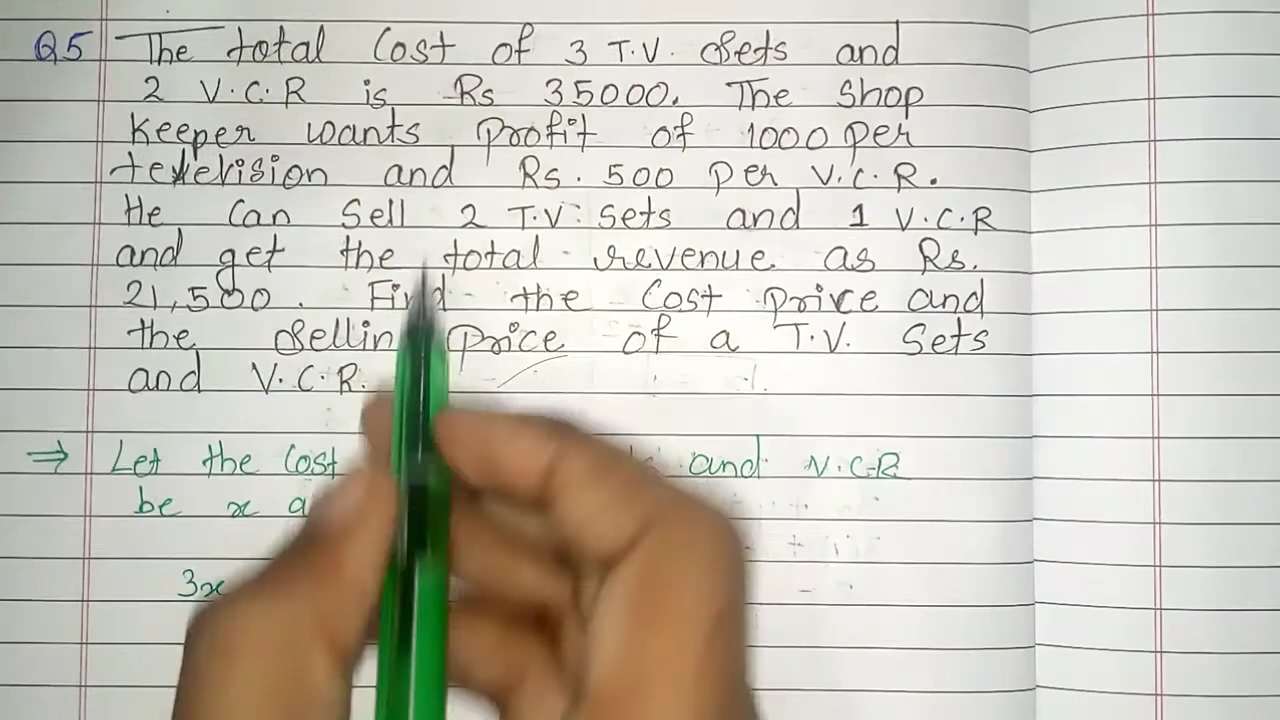 Q5 The total Cost of 3 T.V. Sets and
2 V.C.R is Rs 35000. The Shop
Keeper wants Profit of 1000 per
television and Rs. 500 per V.C.R.
He Can Sell 2 T.V. Sets and 1 V.C.R
and get the total revenue as Rs.
21,500. Find the Cost price and
the Sellin price of a T.V. Sets
and V.C.R.
⇒ Let the Cost and V.C.R
be x
3x